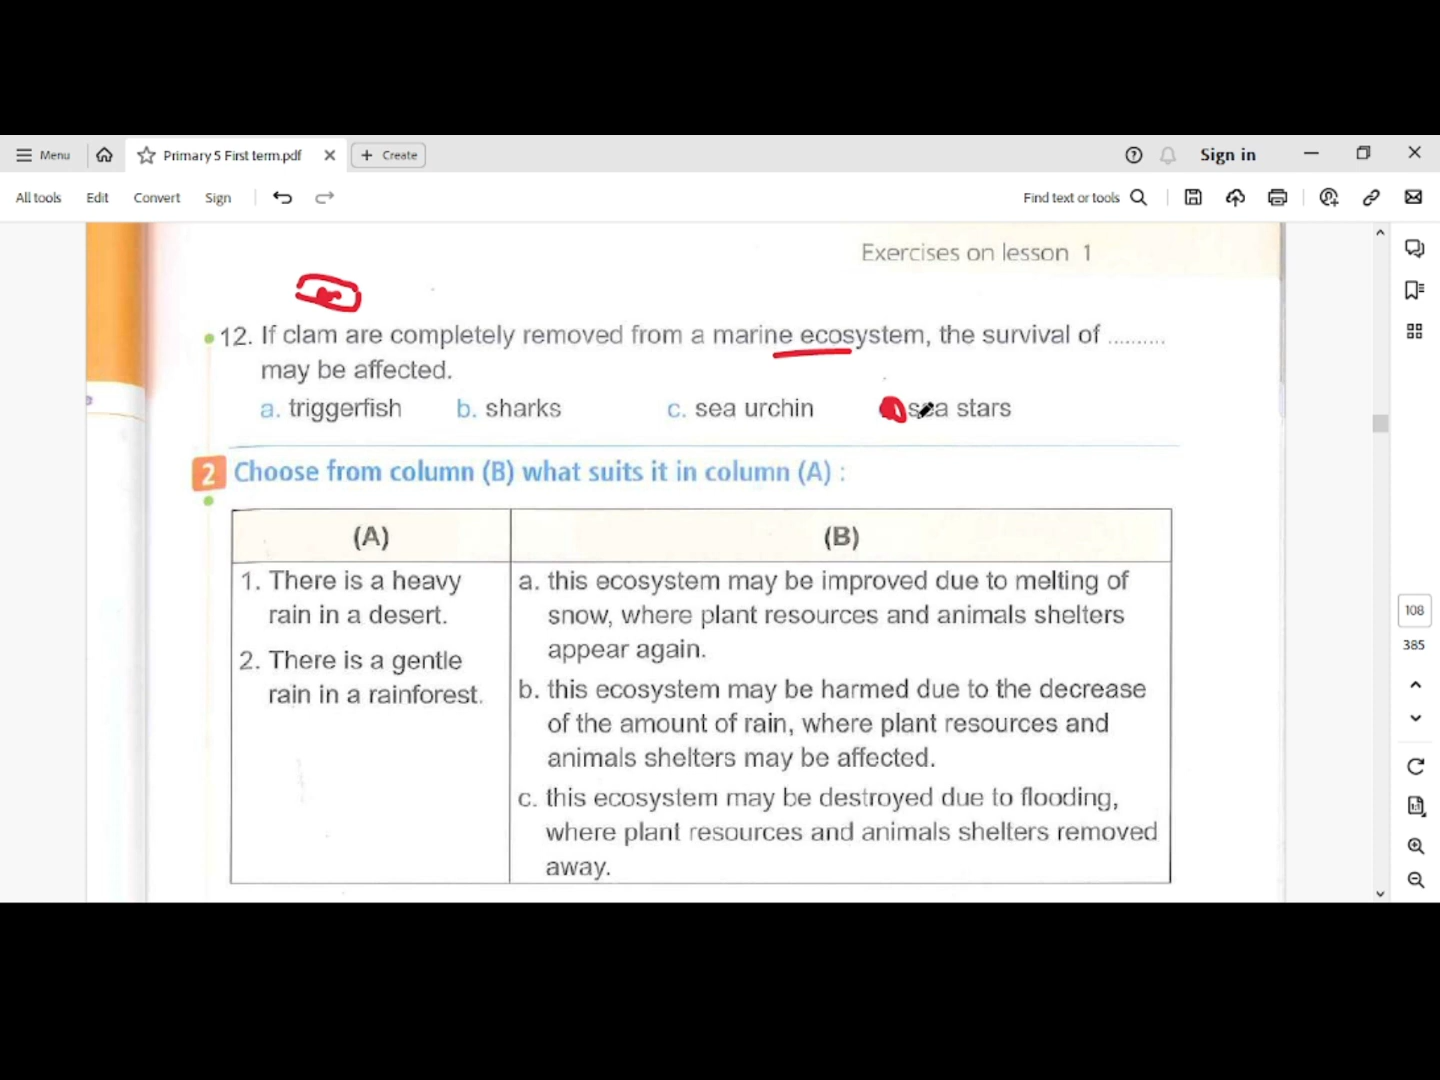 Menu
Primary 5 First term.pdf
Create
Sign in
All tools Edit Convert Sign
Find text or tools
Exercises on lesson 1
12. If clam are completely removed from a marine ecosystem, the survival of ..........
may be affected.
a. triggerfish b. sharks c. sea urchin sea stars
2 Choose from column (B) what suits it in column (A) :
(A) (B)
1. There is a heavy
rain in a desert.
2. There is a gentle
rain in a rainforest.
a. this ecosystem may be improved due to melting of
snow, where plant resources and animals shelters
appear again.
b. this ecosystem may be harmed due to the decrease
of the amount of rain, where plant resources and
animals shelters may be affected.
c. this ecosystem may be destroyed due to flooding,
where plant resources and animals shelters removed
away.
108
385